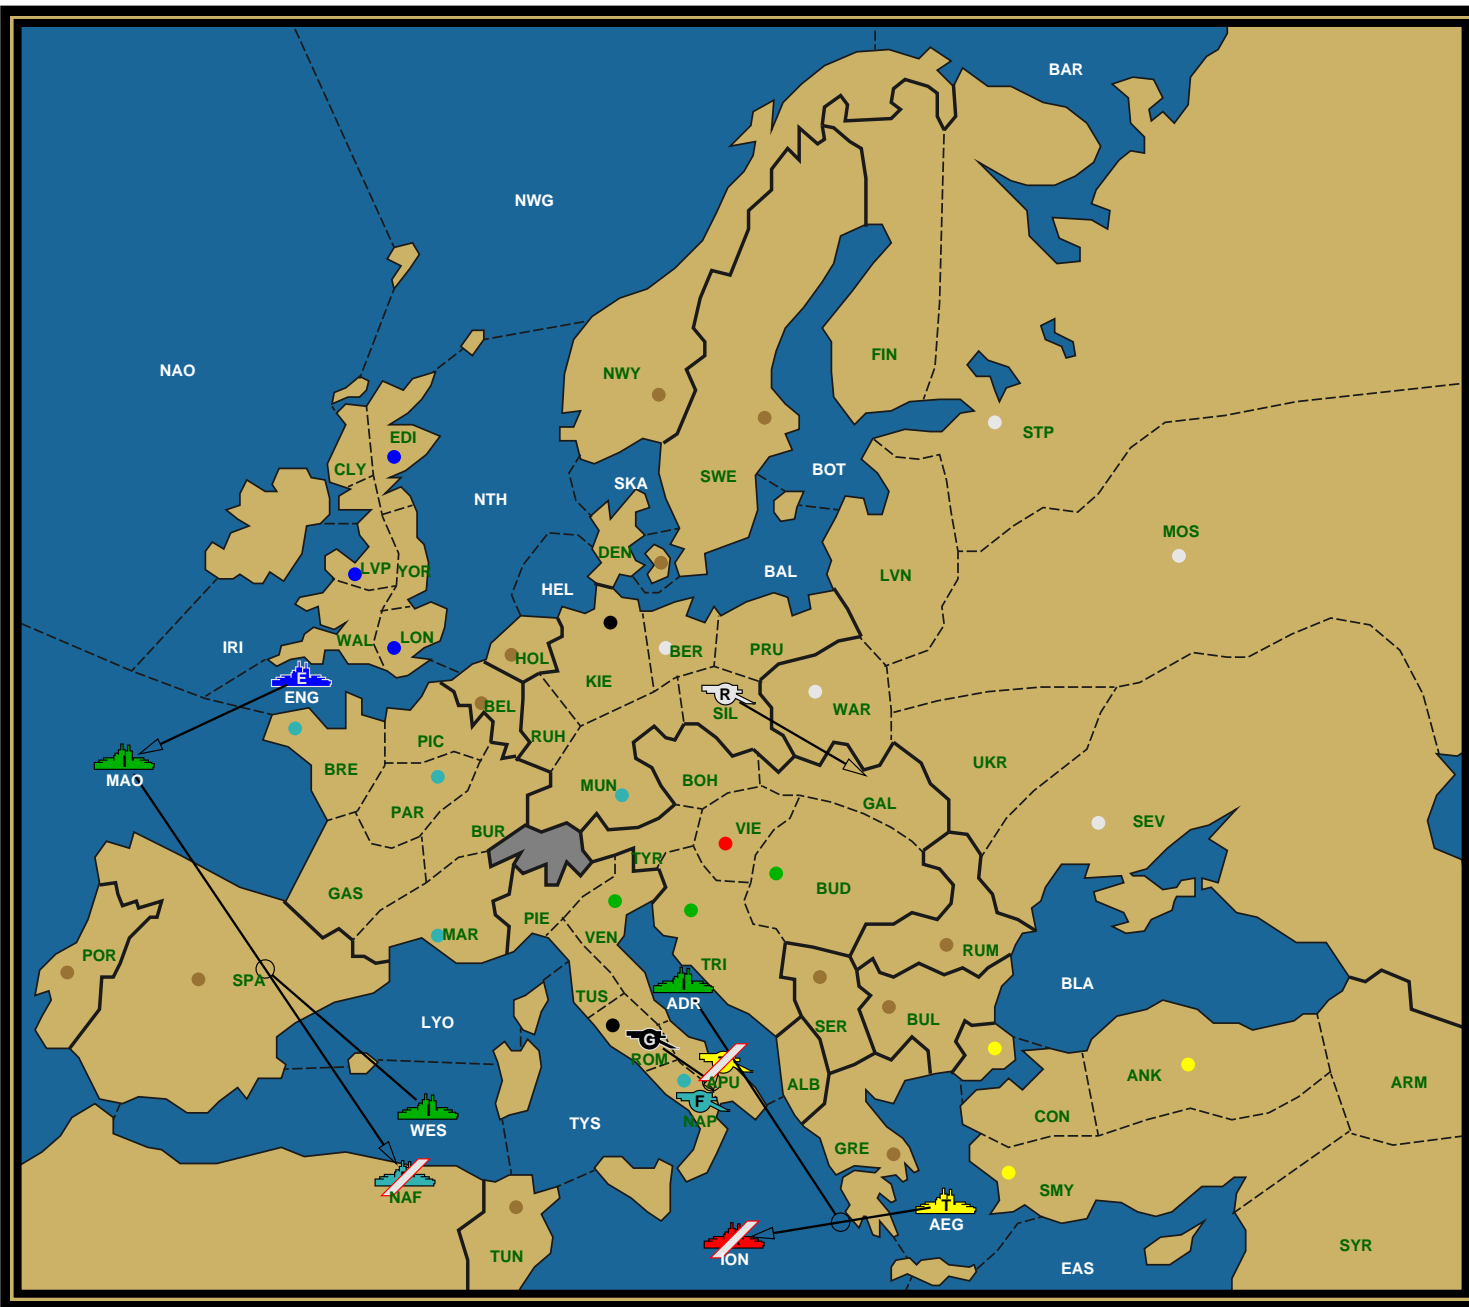 BAR
NWG
NAO
FIN
NWY
EDI
STP
CLY
SWE
BOT
SKA
NTH
MOS
DEN
LVP YOR
BAL
LVN
HEL
WAL
LON
IRI
HOL
BER
PRU
KIE
E
ENG
R
SIL
WAR
BEL
RUH
PIC
BRE
UKR
I
MAO
MUN
BOH
GAL
PAR
BUR
VIE
SEV
TYR
BUD
GAS
PIE
VEN
MAR
RUM
POR
SPA
TRI
I
ADR
BLA
TUS
LYO
SER
BUL
G
ROM
APU
ALB
ANK
ARM
F
NAP
CON
I
WES
TYS
GRE
NAF
SMY
T
AEG
ION
TUN
SYR
EAS